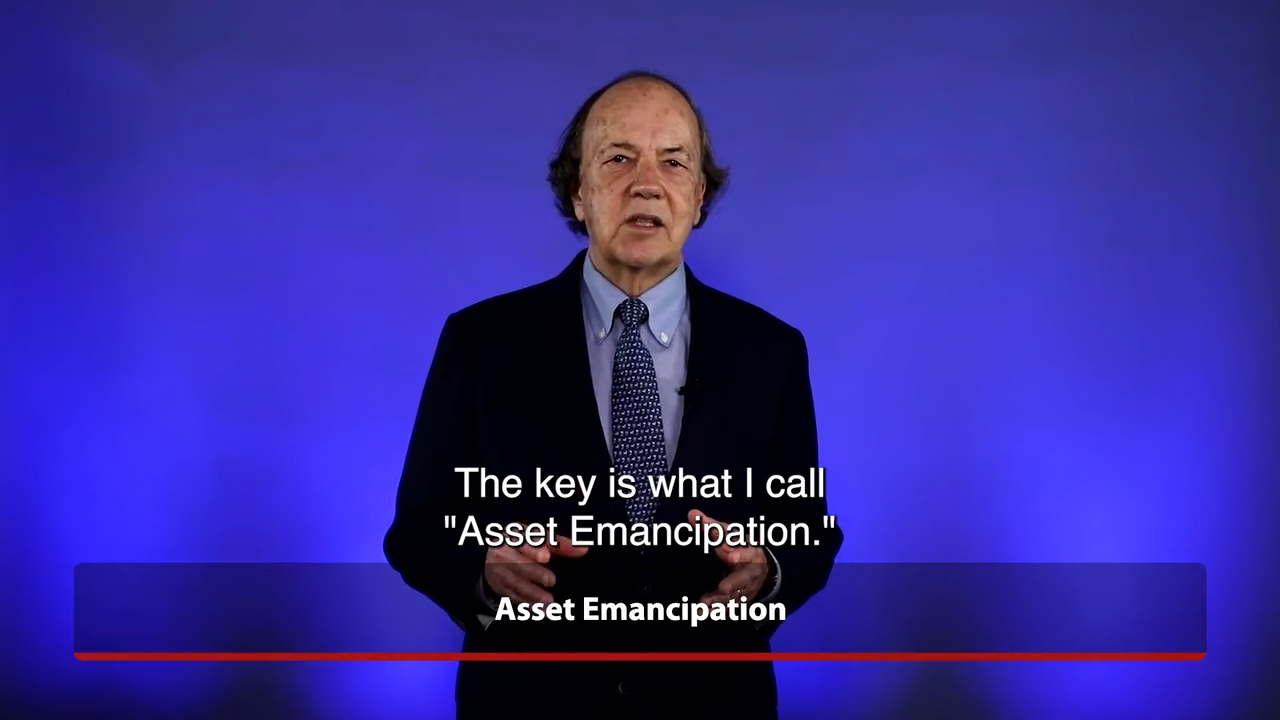 The key is what I call
"Asset Emancipation."
Asset Emancipation